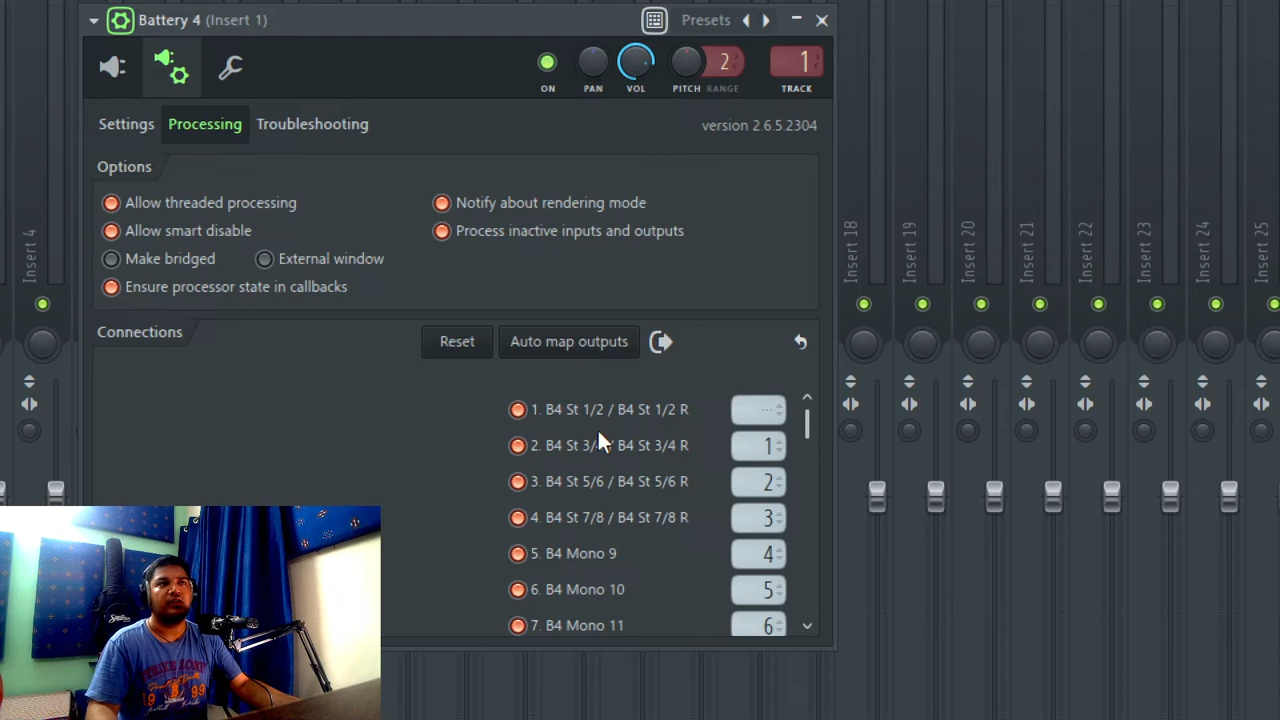 Battery 4 (Insert 1)
Presets
2
1
ON
PAN
VOL
PITCH
RANGE
TRACK
Settings
Processing
Troubleshooting
version 2.6.5.2304
Options
Allow threaded processing
Notify about rendering mode
Allow smart disable
Process inactive inputs and outputs
Make bridged
External window
Ensure processor state in callbacks
Connections
Reset
Auto map outputs
1. B4 St 1/2 / B4 St 1/2 R
---
2. B4 St 3/4 / B4 St 3/4 R
1
3. B4 St 5/6 / B4 St 5/6 R
2
4. B4 St 7/8 / B4 St 7/8 R
3
5. B4 Mono 9
4
6. B4 Mono 10
5
7. B4 Mono 11
6
Insert 4
Insert 18
Insert 19
Insert 20
Insert 21
Insert 22
Insert 23
Insert 24
Insert 25